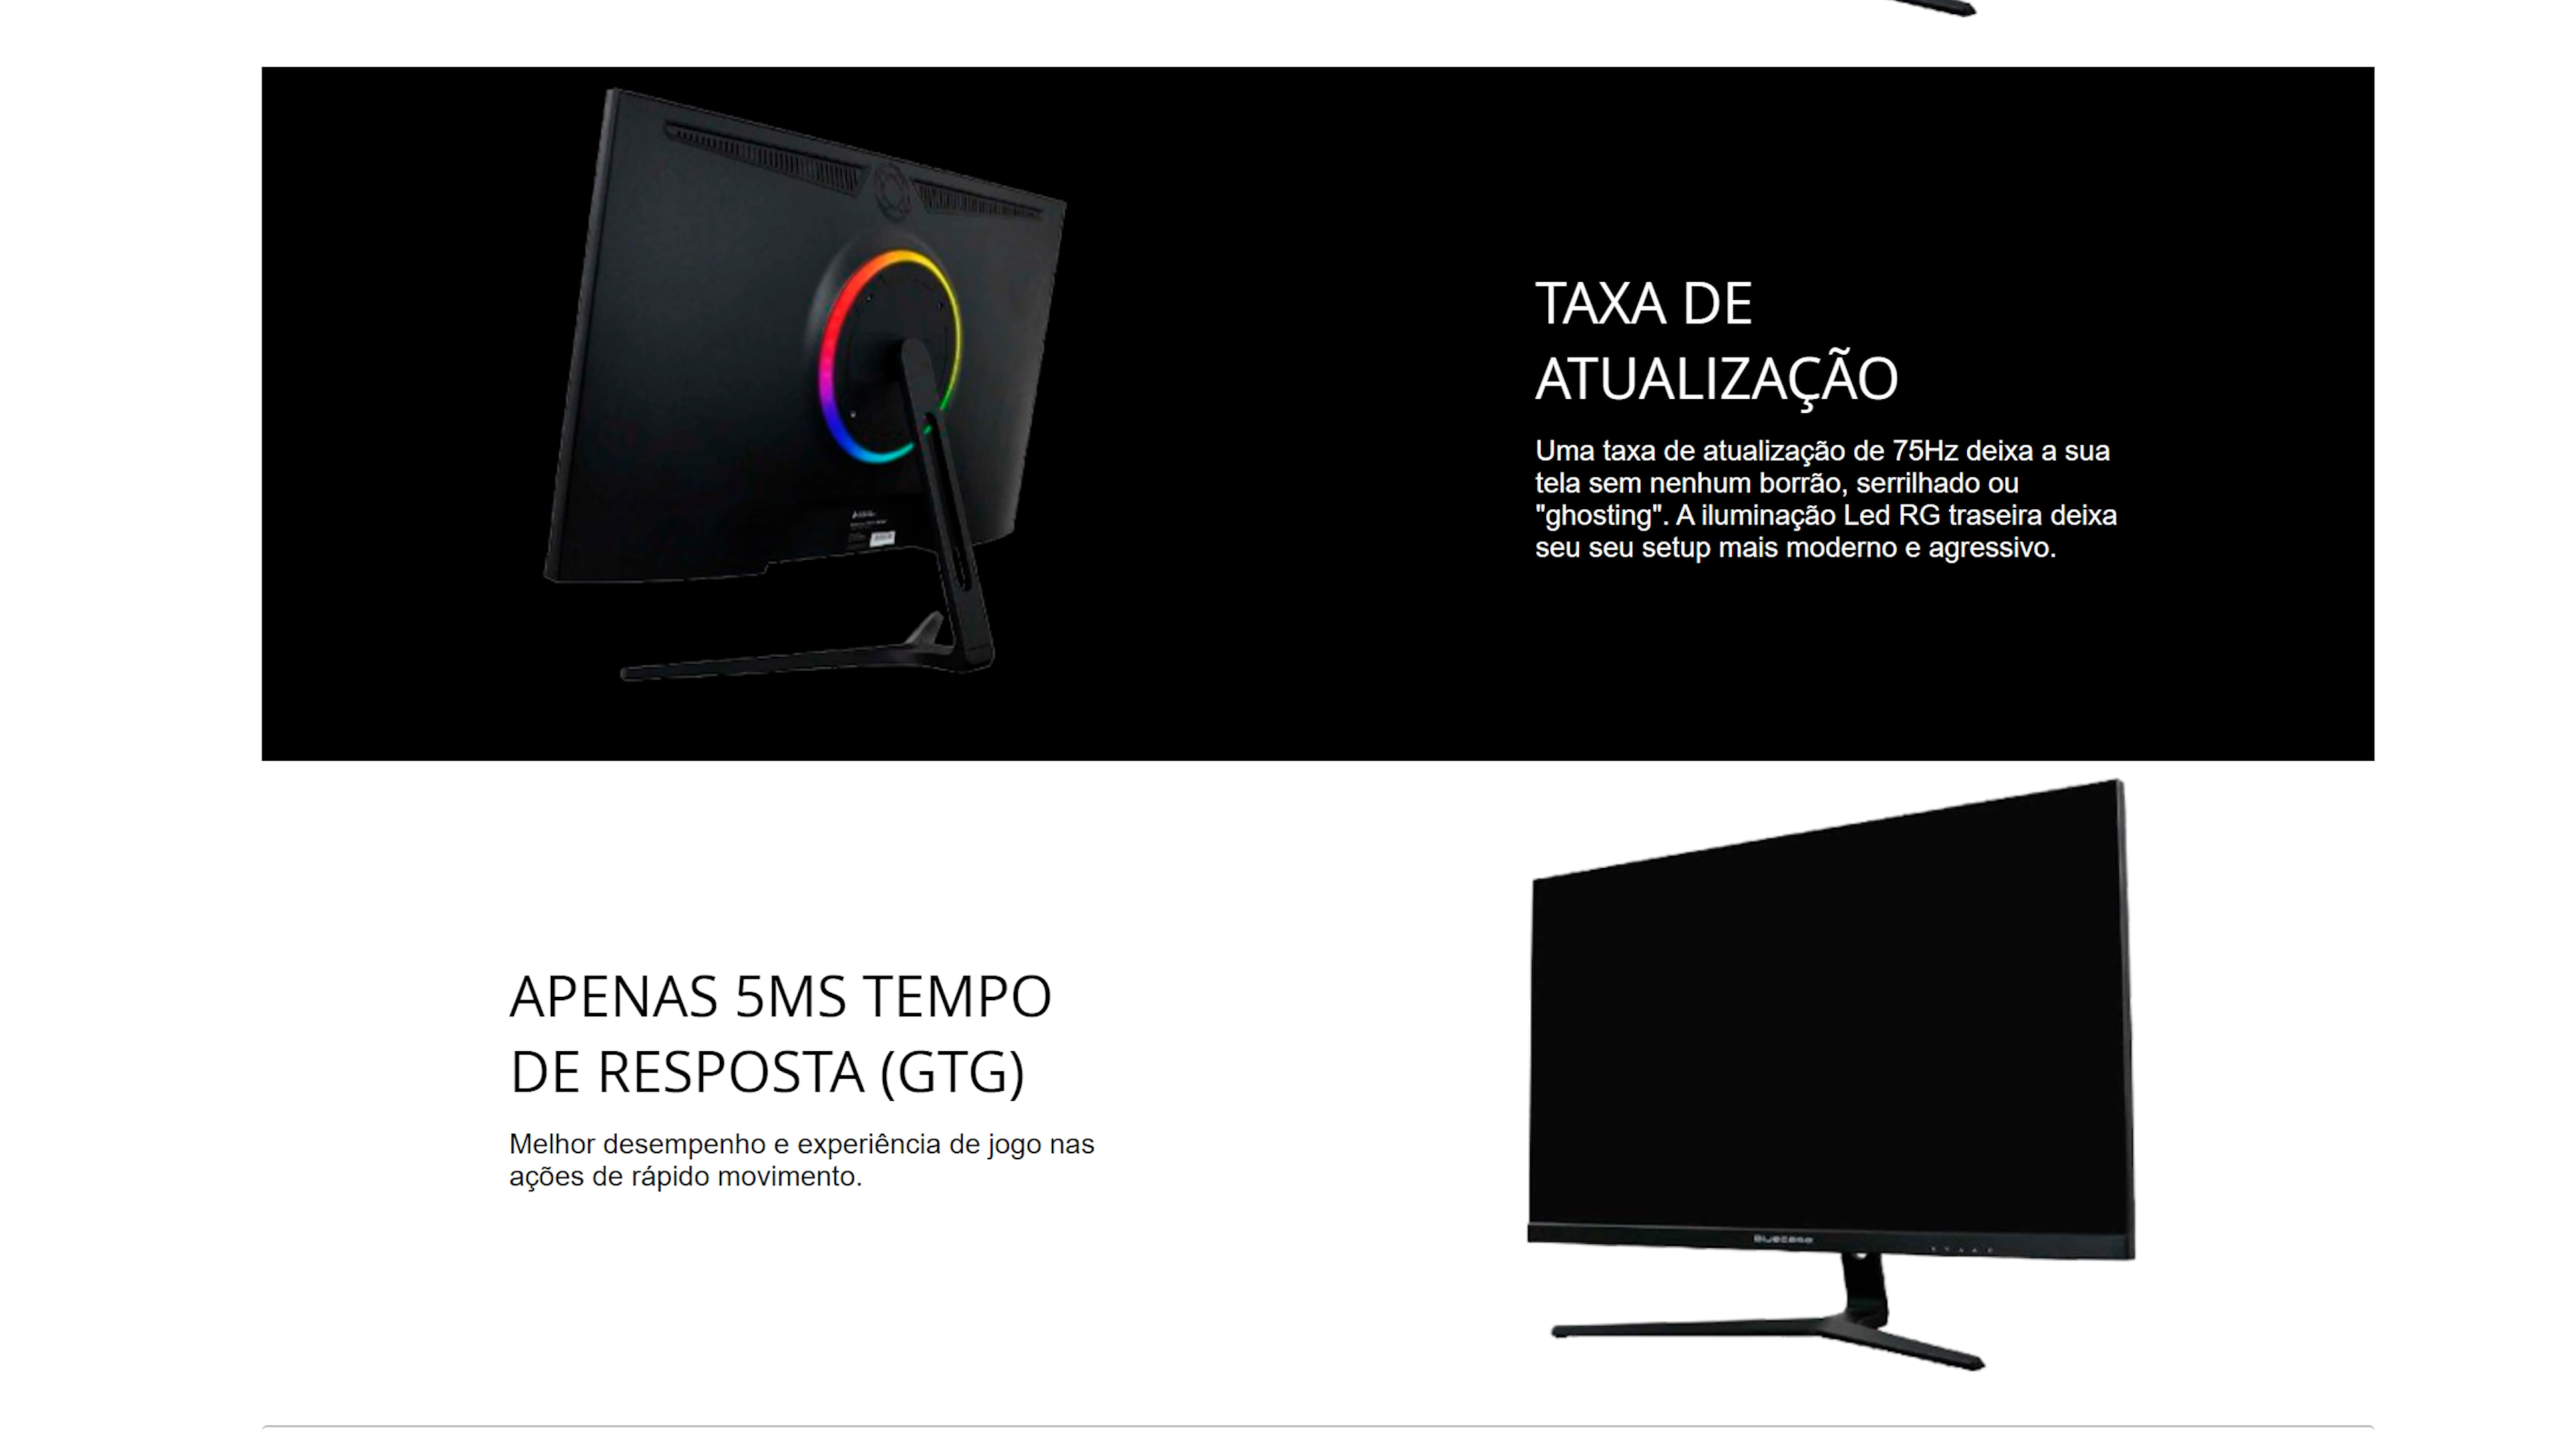 TAXA DE
ATUALIZAÇÃO
Uma taxa de atualização de 75Hz deixa a sua
tela sem nenhum borrão, serrilhado ou
"ghosting". A iluminação Led RG traseira deixa
seu seu setup mais moderno e agressivo.
APENAS 5MS TEMPO
DE RESPOSTA (GTG)
Melhor desempenho e experiência de jogo nas
ações de rápido movimento.
Bluecase